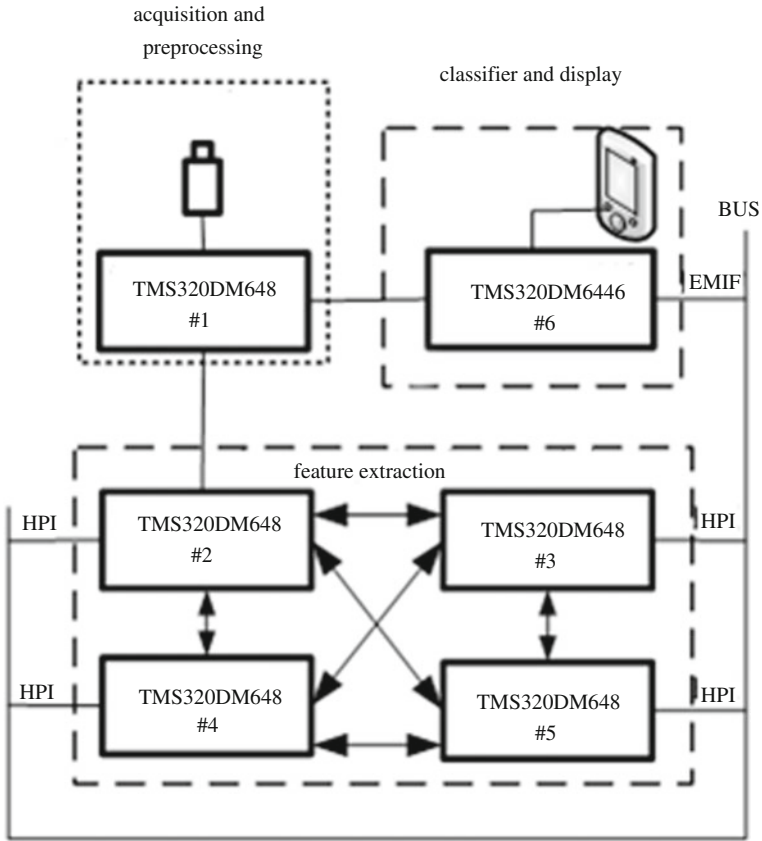 acquisition and
preprocessing
classifier and display
BUS
TMS320DM648
#1
TMS320DM6446
#6
EMIF
feature extraction
HPI
TMS320DM648
#2
TMS320DM648
#3
HPI
HPI
TMS320DM648
#4
TMS320DM648
#5
HPI